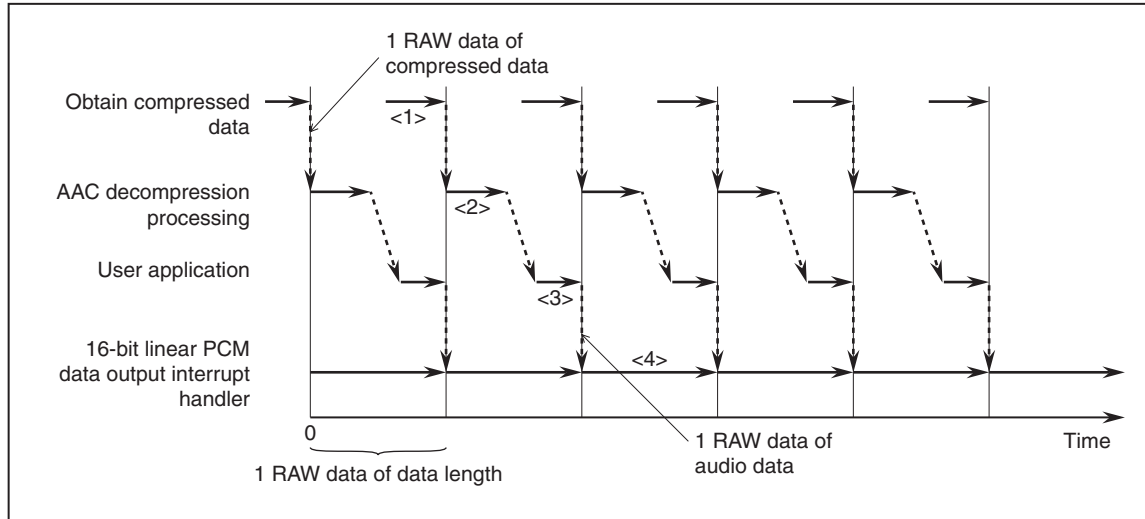 1 RAW data of
compressed data
Obtain compressed
data
<1>
AAC decompression
processing
<2>
User application
<3>
16-bit linear PCM
data output interrupt
handler
<4>
0
Time
1 RAW data of data length
1 RAW data of
audio data